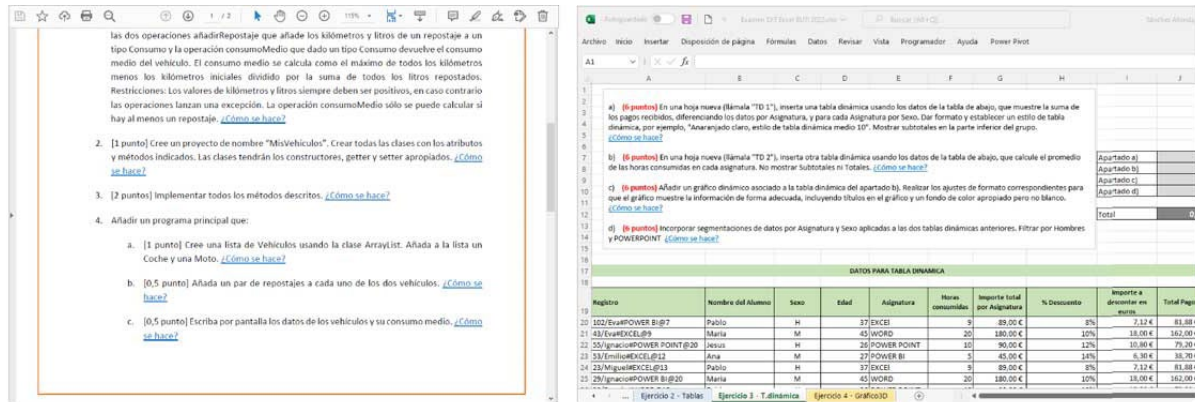 1 / 2
115%
las dos operaciones añadirRepostaje que añade los kilómetros y litros de un repostaje a un
tipo Consumo y la operación consumoMedio que dado un tipo Consumo devuelve el consumo
medio del vehículo. El consumo medio se calcula como el máximo de todos los kilómetros
menos los kilómetros iniciales dividido por la suma de todos los litros repostados.
Restricciones: Los valores de kilómetros y litros siempre deben ser positivos, en caso contrario
las operaciones lanzan una excepción. La operación consumoMedio sólo se puede calcular si
hay al menos un repostaje. ¿Cómo se hace?
2. [1 punto] Cree un proyecto de nombre "MisVehiculos". Crear todas las clases con los atributos
y métodos indicados. Las clases tendrán los constructores, getter y setter apropiados. ¿Cómo
se hace?
3. [2 puntos] Implementar todos los métodos descritos. ¿Cómo se hace?
4. Añadir un programa principal que:
a. [1 punto] Cree una lista de Vehículos usando la clase ArrayList. Añada a la lista un
Coche y una Moto. ¿Cómo se hace?
b. [0,5 punto] Añada un par de repostajes a cada uno de los dos vehículos. ¿Cómo se
hace?
c. [0,5 punto] Escriba por pantalla los datos de los vehículos y su consumo medio. ¿Cómo
se hace?
Autoguardado
Archivo Inicio Insertar Disposición de página Fórmulas Datos Revisar Vista Programador Ayuda Power Pivot
A1 fx
A B C D E F G H I J
a) (6 puntos) En una hoja nueva (llámala "TD 1"), inserta una tabla dinámica usando los datos de la tabla de abajo, que muestre la suma de
los pagos recibidos, diferenciando los datos por Asignatura, y para cada Asignatura por Sexo. Dar formato y establecer un estilo de tabla
dinámica, por ejemplo, "Anaranjado claro, estilo de tabla dinámica medio 10". Mostrar subtotales en la parte inferior del grupo.
¿Cómo se hace?
b) (6 puntos) En una hoja nueva (llámala "TD 2"), inserta otra tabla dinámica usando los datos de la tabla de abajo, que calcule el promedio
de las horas consumidas en cada asignatura. No mostrar Subtotales ni Totales. ¿Cómo se hace?
c) (6 puntos) Añadir un gráfico dinámico asociado a la tabla dinámica del apartado b). Realizar los ajustes de formato correspondientes para
que el gráfico muestre la información de forma adecuada, incluyendo títulos en el gráfico y un fondo de color apropiado pero no blanco.
¿Cómo se hace?
d) (6 puntos) Incorporar segmentaciones de datos por Asignatura y Sexo aplicadas a las dos tablas dinámicas anteriores. Filtrar por Hombres
y POWERPOINT ¿Cómo se hace?
Apartado a)
Apartado b)
Apartado c)
Apartado d)
Total
DATOS PARA TABLA DINAMICA
Registro Nombre del Alumno Sexo Edad Asignatura Horas consumidas Importe total por Asignatura % Descuento Importe a descontar en euros Total Pago
20 102/Eva#POWER BI@7 Pablo H 37 EXCEL 9 89,00 € 8% 7,12 € 81,88
21 43/Eva#EXCEL@9 Maria M 45 WORD 20 180,00 € 10% 18,00 € 162,00
22 55/Ignacio#POWER POINT@20 Jesus H 26 POWER POINT 10 90,00 € 12% 10,80 € 79,20
23 53/Emilio#EXCEL@12 Ana M 27 POWER BI 5 45,00 € 14% 6,30 € 38,70
24 23/Miguel#EXCEL@13 Pablo H 37 EXCEL 9 89,00 € 8% 7,12 € 81,88
25 29/Ignacio#POWER BI@20 Maria M 45 WORD 20 180,00 € 10% 18,00 € 162,00
... Ejercicio 2 - Tablas Ejercicio 3 - T.dinámica Ejercicio 4 - Gráfico3D